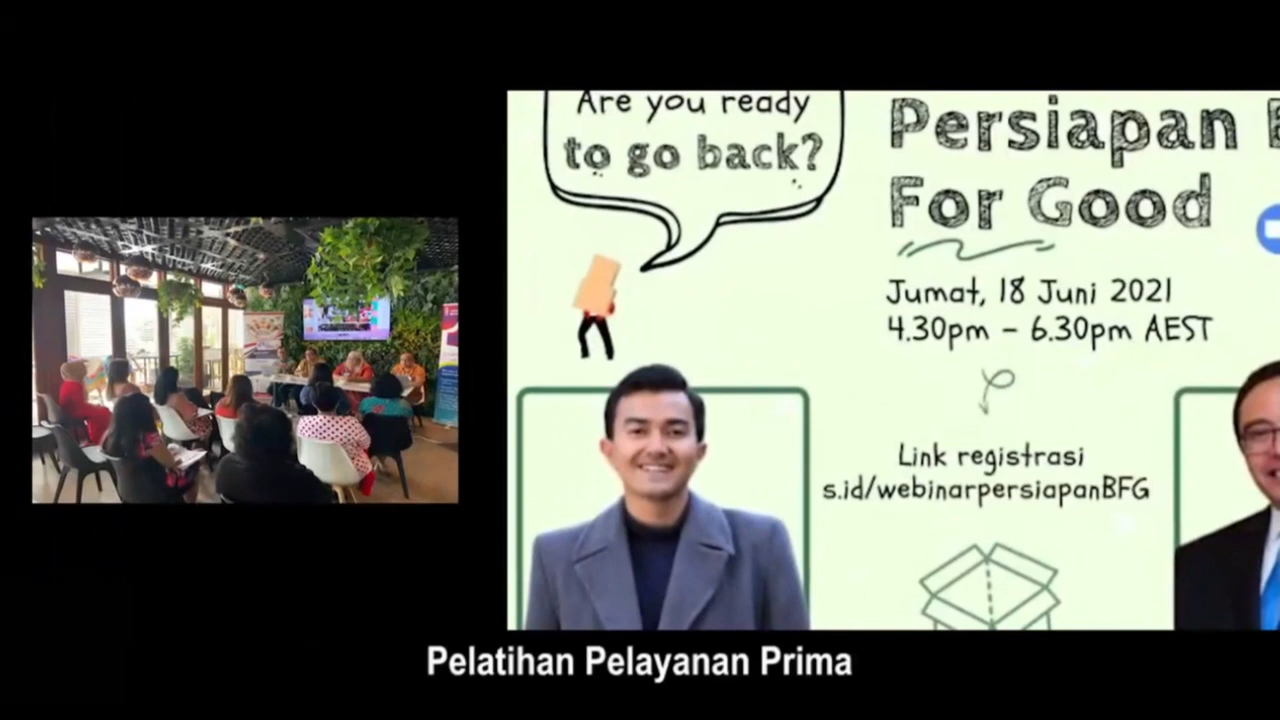 Are you ready
to go back?
Persiapan
For Good
Jumat, 18 Juni 2021
4.30pm - 6.30pm AEST
Link registrasi
s.id/webinarpersiapanBFG
Pelatihan Pelayanan Prima